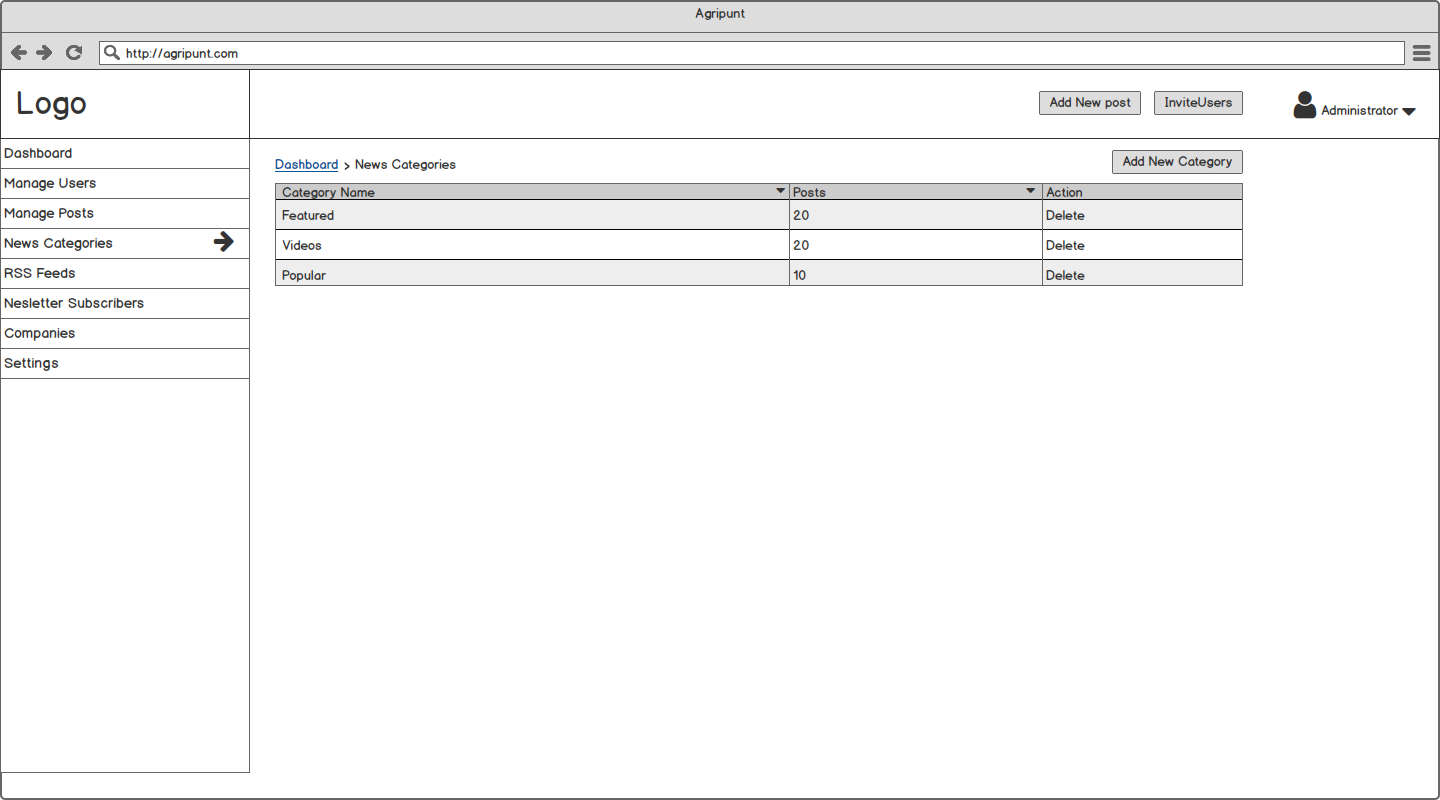 Agripunt
http://agripunt.com
Logo
Add New post
InviteUsers
Administrator
Dashboard
Manage Users
Manage Posts
News Categories
RSS Feeds
Nesletter Subscribers
Companies
Settings
Dashboard > News Categories
Add New Category
Category Name Posts Action
Featured 20 Delete
Videos 20 Delete
Popular 10 Delete